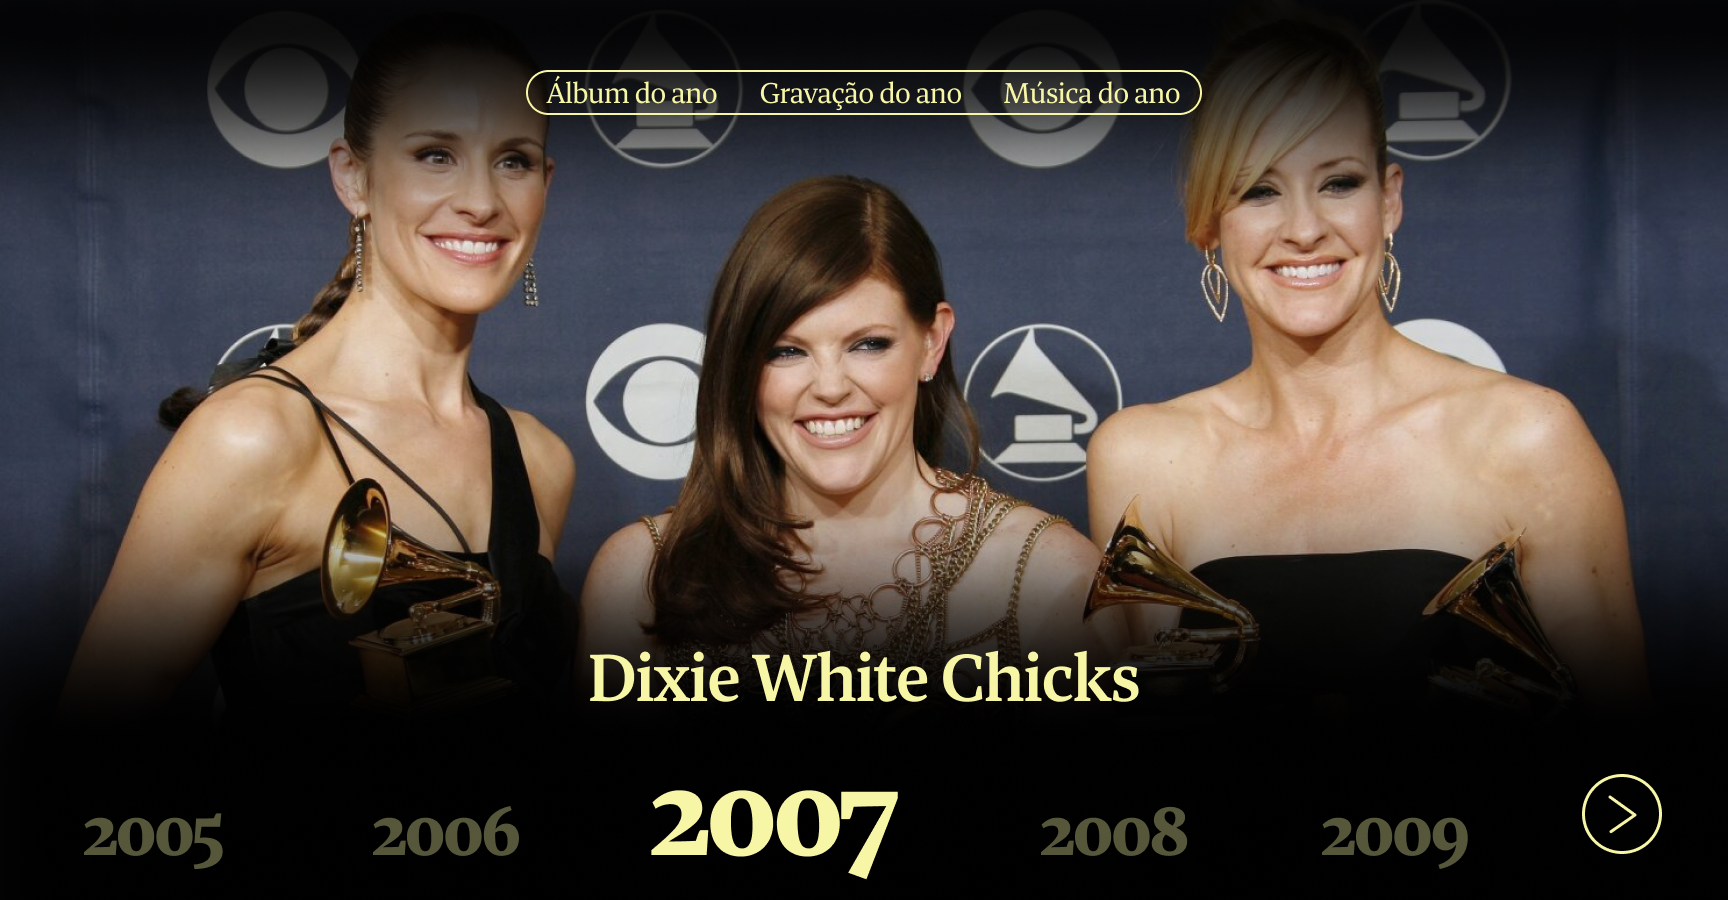 Álbum do ano Gravação do ano Música do ano
Dixie White Chicks
2005 2006 2007 2008 2009